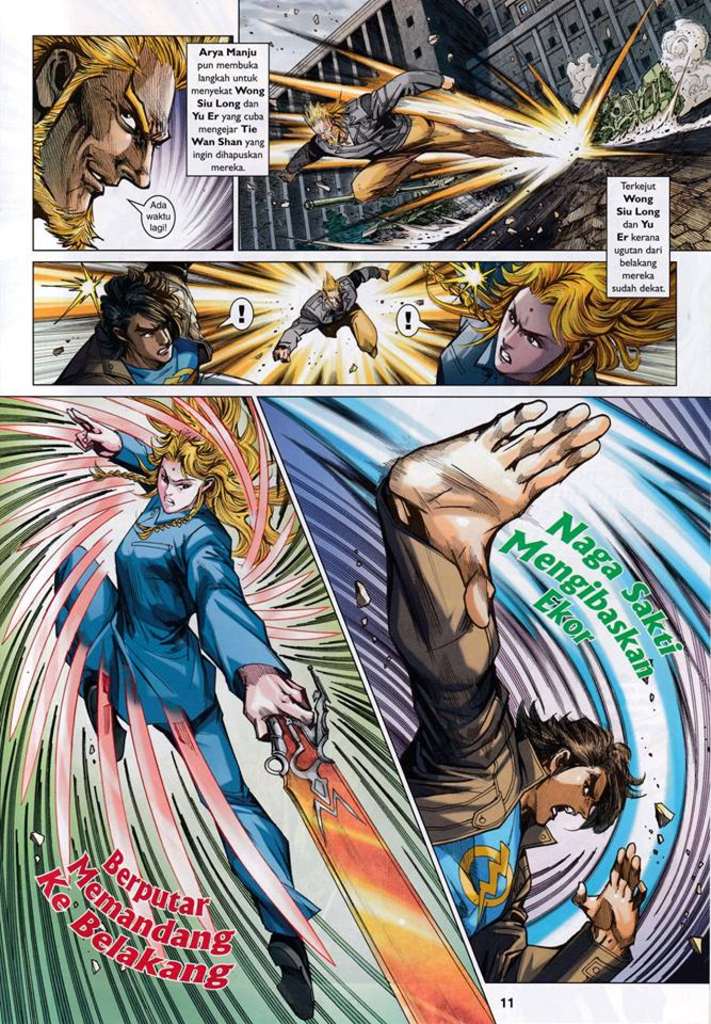 Arya Manju
pun membuka
langkah untuk
menyekat Wong
Siu Long dan
Yu Er yang cuba
mengejar Tie
Wan Shan yang
ingin dihapuskan
mereka.
Ada
waktu
lagi!
Terkejut
Wong
Siu Long
dan Yu
Er kerana
ugutan dari
belakang
mereka
sudah dekat.
!
!
Berputar
Memandang
Ke Belakang
Naga Sakti
Mengibaskan
Ekor
11